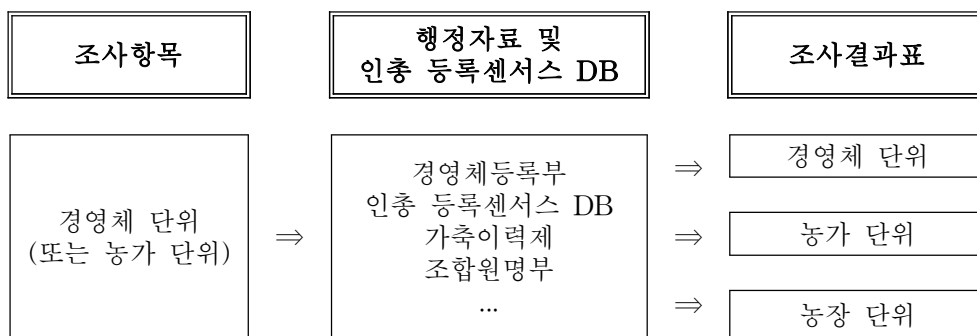 조사항목
행정자료 및
인총 등록센서스 DB
조사결과표
경영체 단위
(또는 농가 단위)
⇒
경영체등록부
인총 등록센서스 DB
가축이력제
조합원명부
...
⇒ 경영체 단위
⇒ 농가 단위
⇒ 농장 단위